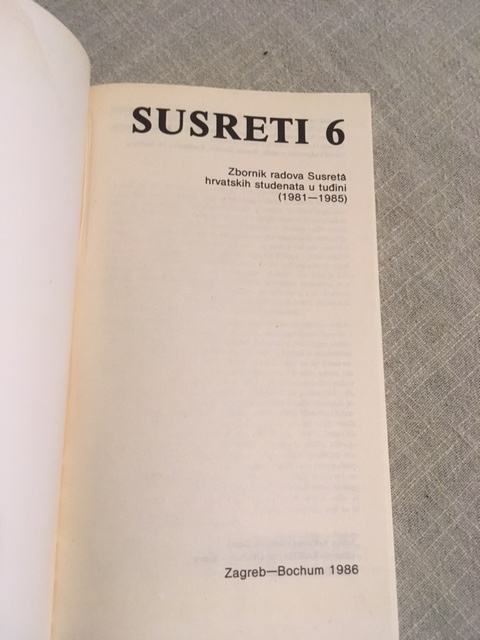 SUSRETI 6
Zbornik radova Susretâ
hrvatskih studenata u tuđini
(1981—1985)
Zagreb—Bochum 1986